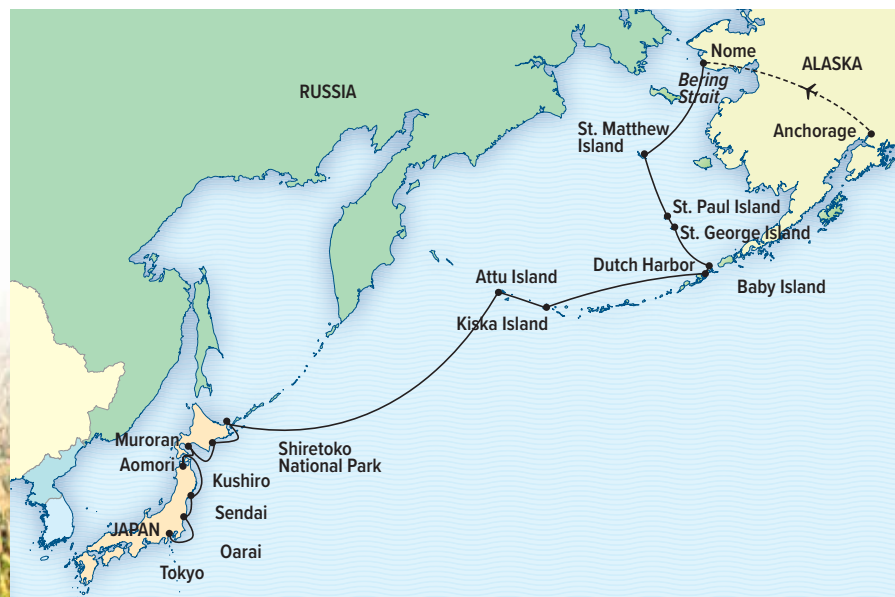 Nome
ALASKA
RUSSIA
Bering
Strait
St. Matthew
Island
Anchorage
St. Paul Island
St. George Island
Dutch Harbor
Attu Island
Baby Island
Kiska Island
Muroran
Shiretoko
National Park
Aomori
Kushiro
Sendai
JAPAN
Oarai
Tokyo